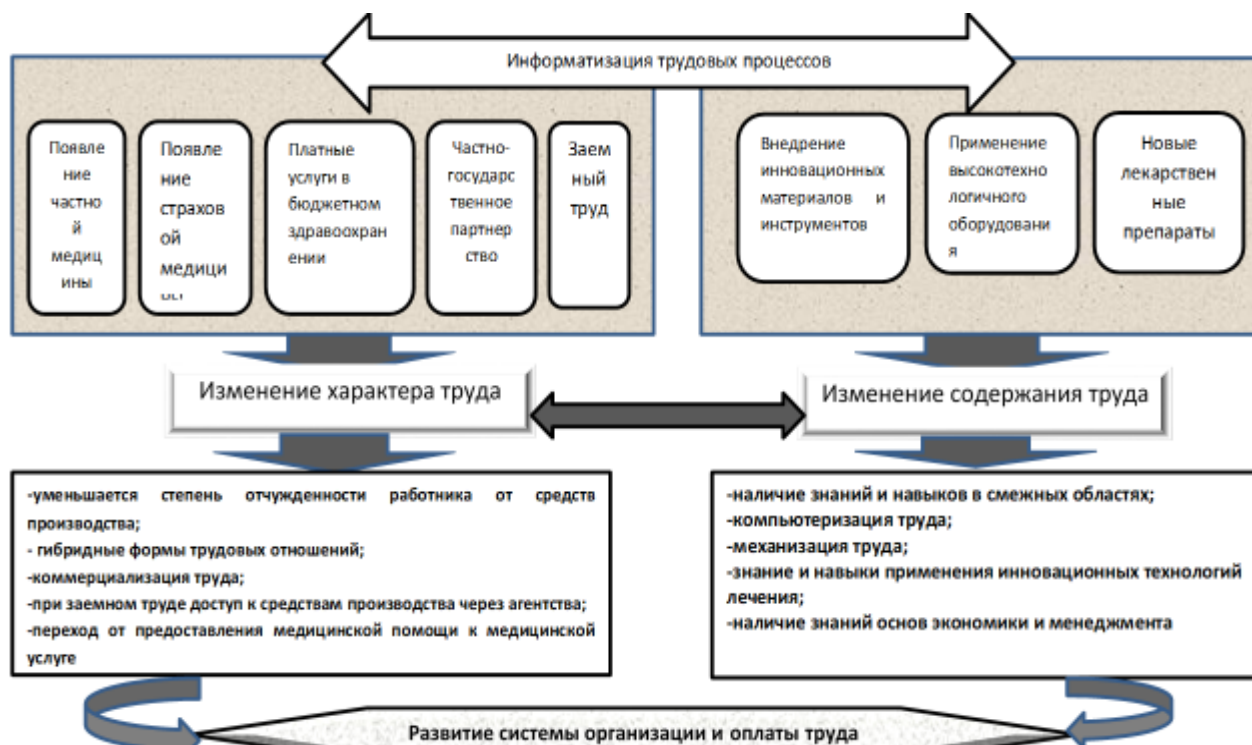 Информатизация трудовых процессов
Появле
ние
частно
й
медиц
ины
Появле
ние
страхов
ой
медици
Платные
услуги в
бюджетном
здравоохран
ении
Частно-
государс
твенное
партнер
ство
Заем
ный
труд
Внедрение
инновационных
материалов и
инструментов
Применение
высокотехно
логичного
оборудовани
я
Новые
лекарствен
ные
препараты
Изменение характера труда
Изменение содержания труда
-уменьшается степень отчужденности работника от средств
производства;
- гибридные формы трудовых отношений;
-коммерциализация труда;
-при заемном труде доступ к средствам производства через агентства;
-переход от предоставления медицинской помощи к медицинской
услуге
-наличие знаний и навыков в смежных областях;
-компьютеризация труда;
-механизация труда;
-знание и навыки применения инновационных технологий
лечения;
-наличие знаний основ экономики и менеджмента
Развитие системы организации и оплаты труда